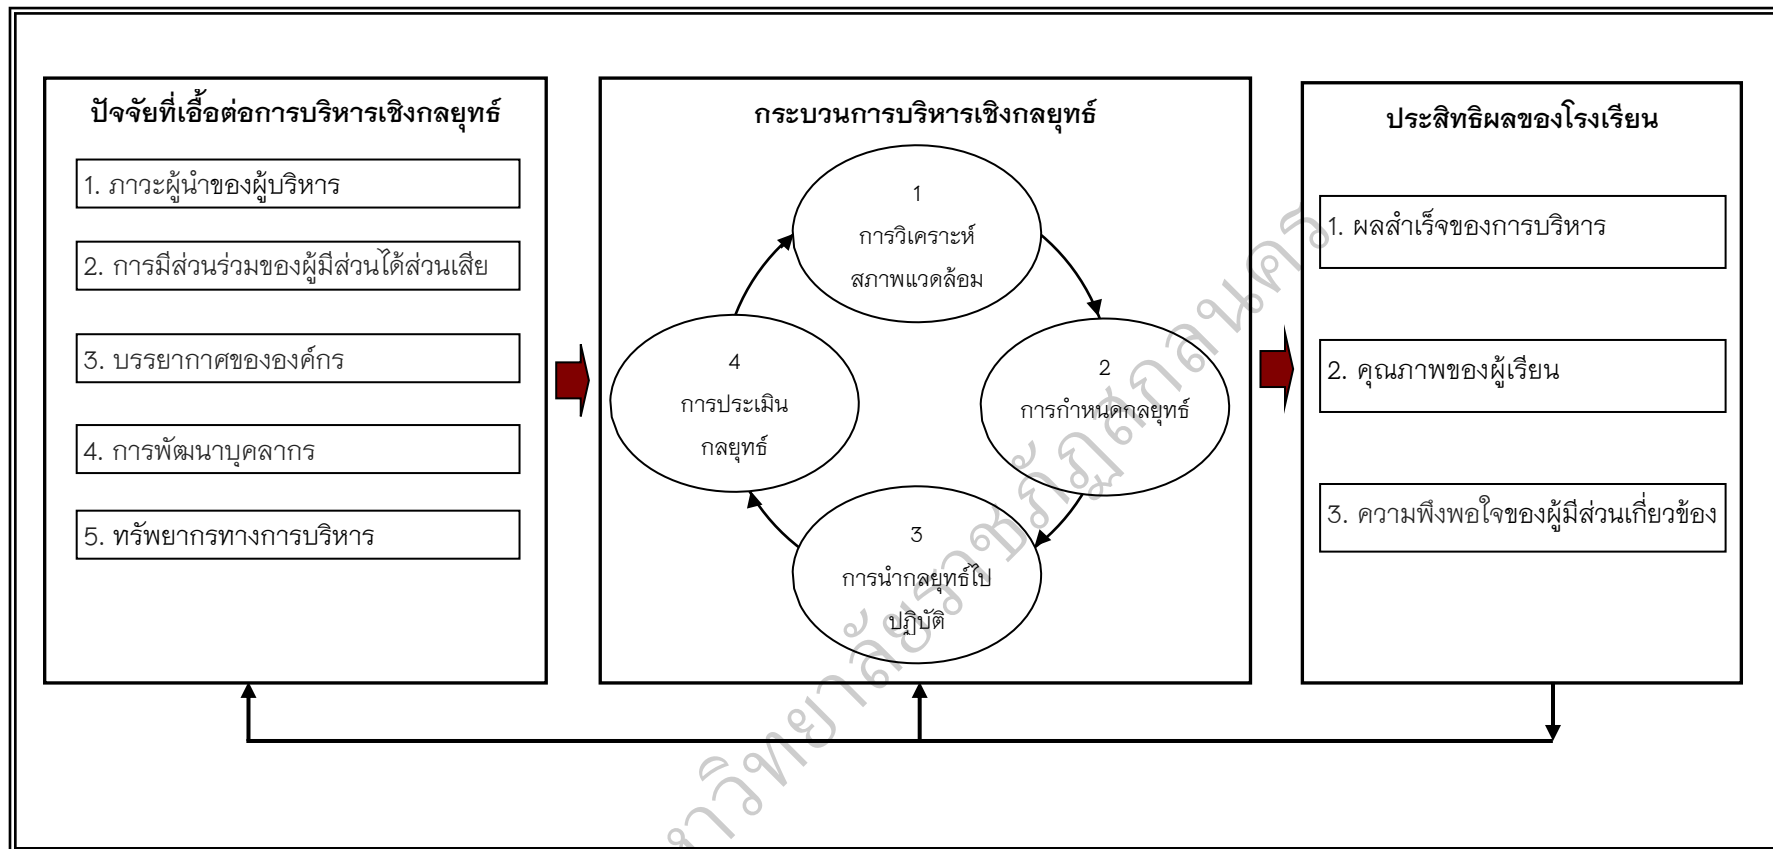 ปัจจัยที่เอื้อต่อการบริหารเชิงกลยุทธ์
1. ภาวะผู้นำของผู้บริหาร
2. การมีส่วนร่วมของผู้มีส่วนได้ส่วนเสีย
3. บรรยากาศขององค์กร
4. การพัฒนาบุคลากร
5. ทรัพยากรทางการบริหาร
กระบวนการบริหารเชิงกลยุทธ์
1
การวิเคราะห์
สภาพแวดล้อม
2
การกำหนดกลยุทธ์
3
การนำกลยุทธ์ไป
ปฏิบัติ
4
การประเมิน
กลยุทธ์
ประสิทธิผลของโรงเรียน
1. ผลสำเร็จของการบริหาร
2. คุณภาพของผู้เรียน
3. ความพึงพอใจของผู้มีส่วนเกี่ยวข้อง